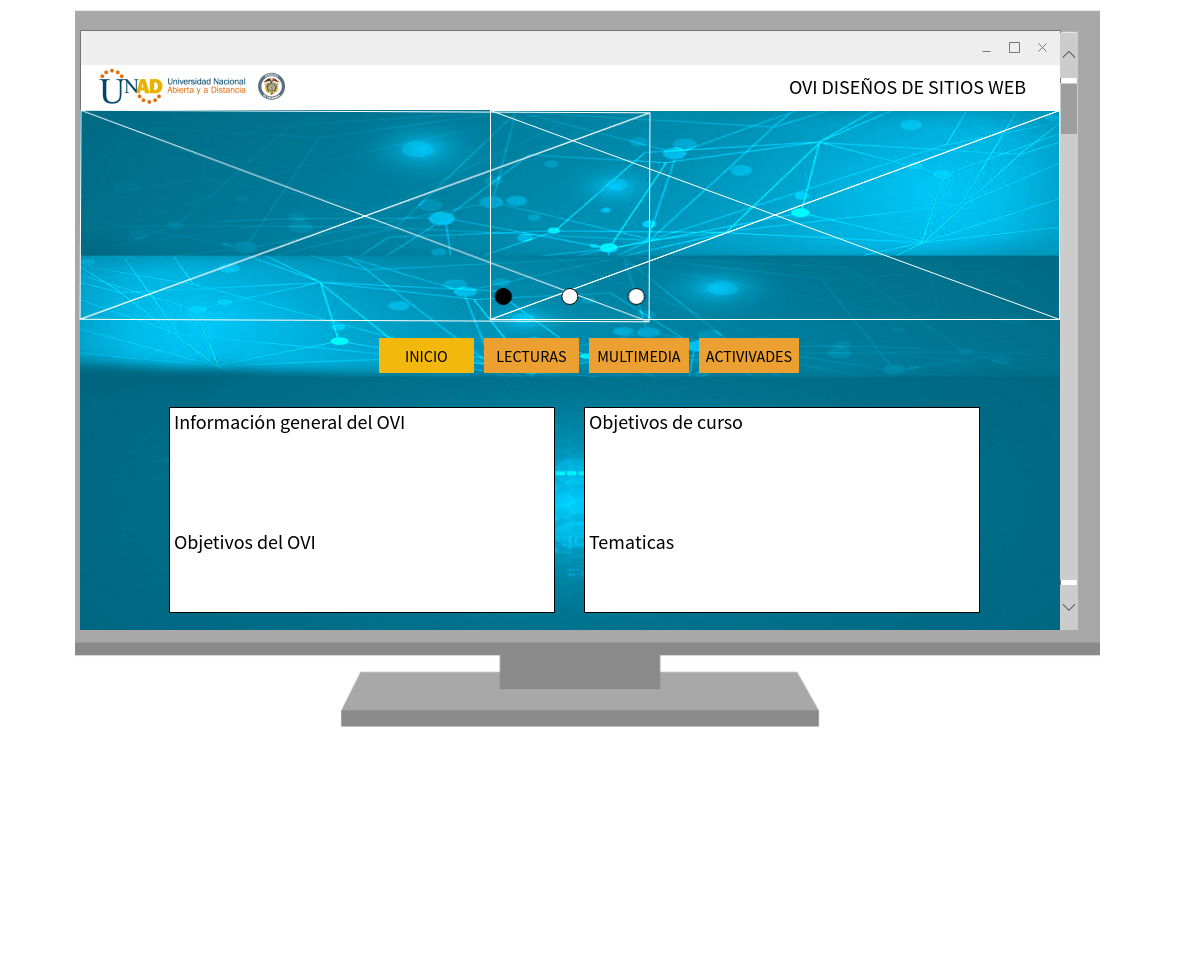 UNAD
Universidad Nacional
Abierta y a Distancia
OVI DISEÑOS DE SITIOS WEB
INICIO
LECTURAS
MULTIMEDIA
ACTIVIVADES
Información general del OVI
Objetivos del OVI
Objetivos de curso
Tematicas